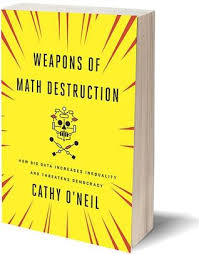 WEAPONS OF
MATH DESTRUCTION
HOW BIG DATA INCREASES INEQUALITY
AND THREATENS DEMOCRACY
CATHY O'NEIL